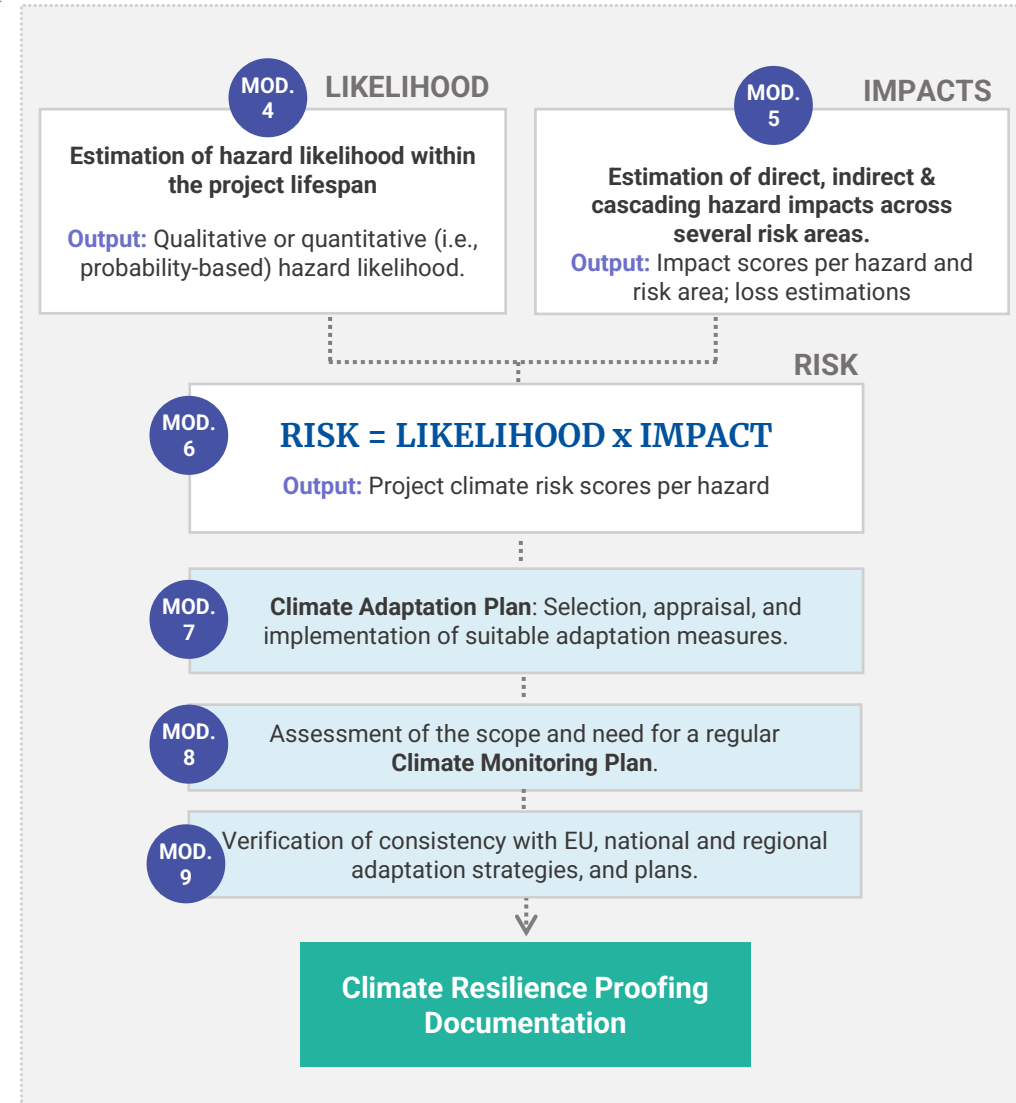 MOD.
4
LIKELIHOOD
Estimation of hazard likelihood within
the project lifespan
Output: Qualitative or quantitative (i.e.,
probability-based) hazard likelihood.
MOD.
5
IMPACTS
Estimation of direct, indirect &
cascading hazard impacts across
several risk areas.
Output: Impact scores per hazard and
risk area; loss estimations
RISK
MOD.
6
RISK = LIKELIHOOD x IMPACT
Output: Project climate risk scores per hazard
MOD.
7
Climate Adaptation Plan: Selection, appraisal, and
implementation of suitable adaptation measures.
MOD.
8
Assessment of the scope and need for a regular
Climate Monitoring Plan.
MOD.
9
Verification of consistency with EU, national and regional
adaptation strategies, and plans.
Climate Resilience Proofing
Documentation